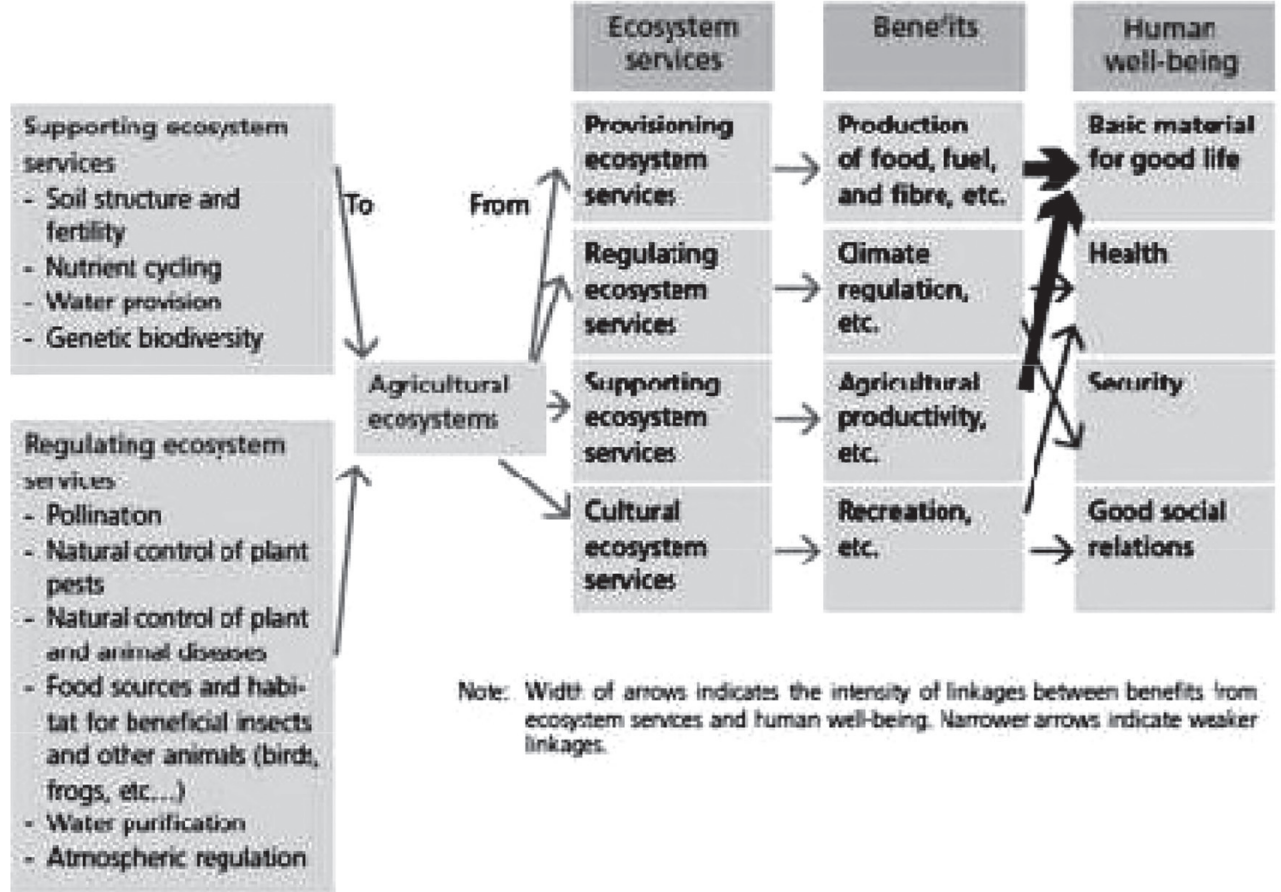 Ecosystem
services
Benefits
Human
well-being
Supporting ecosystem
services
- Soil structure and
fertility
- Nutrient cycling
- Water provision
- Genetic biodiversity
To
From
Provisioning
ecosystem
services
Production
of food, fuel,
and fibre, etc.
Basic material
for good life
Regulating
ecosystem
services
Climate
regulation,
etc.
Health
Agricultural
ecosystems
Supporting
ecosystem
services
Agricultural
productivity,
etc.
Security
Regulating ecosystem
services
- Pollination
- Natural control of plant
pests
- Natural control of plant
and animal diseases
- Food sources and habi-
tat for beneficial insects
and other animals (birds,
frogs, etc...)
- Water purification
- Atmospheric regulation
Cultural
ecosystem
services
Recreation,
etc.
Good social
relations
Note: Width of arrows indicates the intensity of linkages between benefits from
ecosystem services and human well-being. Narrower arrows indicate weaker
linkages.